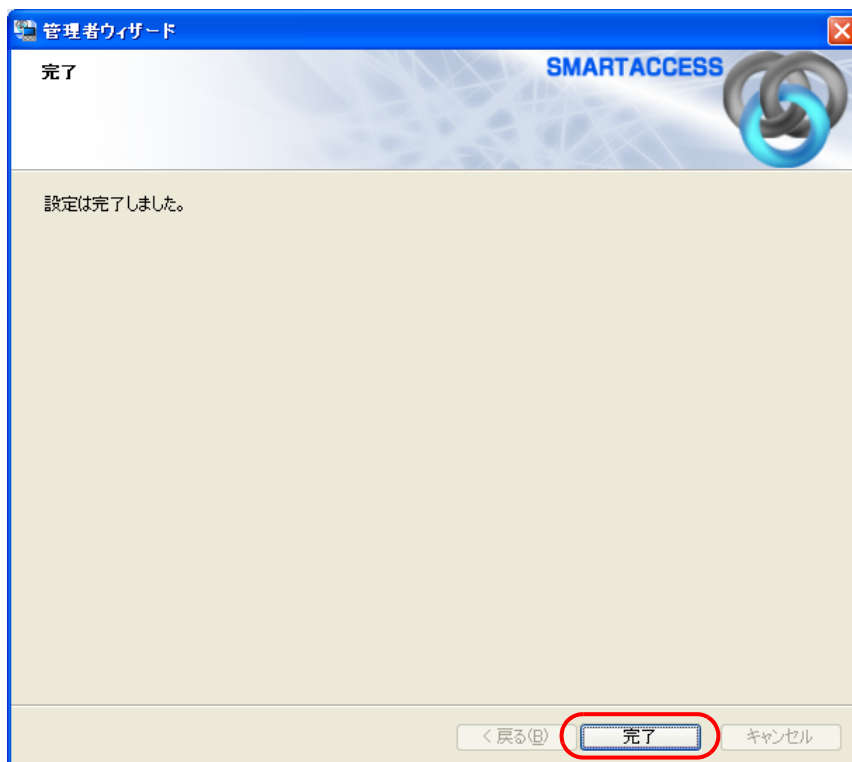 管理者ウィザード
完了
SMARTACCESS
設定は完了しました。
< 戻る(B)
完了
キャンセル